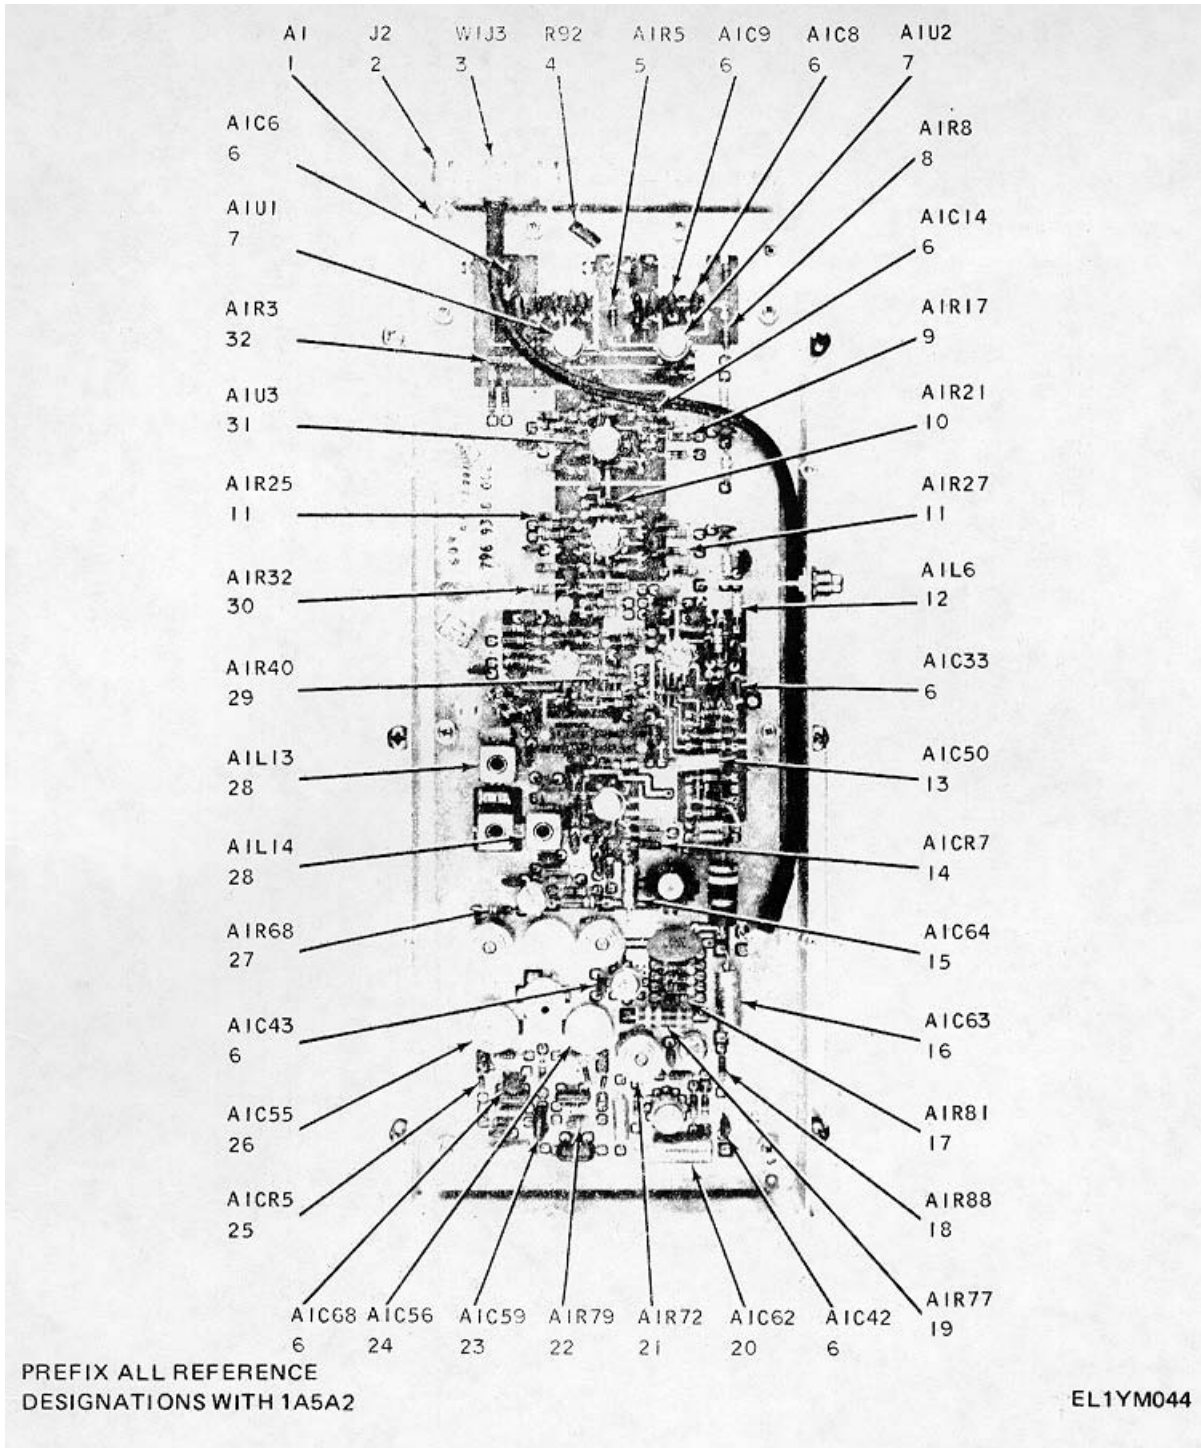 A1 J2 W1J3 R92 A1R5 A1C9 A1C8 A1U2
1 2 3 4 5 6 6 7
A1C6
6
A1R8
8
A1U1
7
A1C14
6
A1R3
32
A1R17
9
A1U3
31
A1R21
10
A1R25
11
A1R27
11
A1R32
30
A1L6
12
A1R40
29
A1C33
6
A1L13
28
A1C50
13
A1L14
28
A1CR7
14
A1R68
27
A1C64
15
A1C43
6
A1C63
16
A1C55
26
A1R81
17
A1CR5
25
A1R88
18
A1R77
19
A1C68 A1C56 A1C59 A1R79 A1R72 A1C62 A1C42
6 24 23 22 21 20 6
PREFIX ALL REFERENCE
DESIGNATIONS WITH 1A5A2
EL1YM044